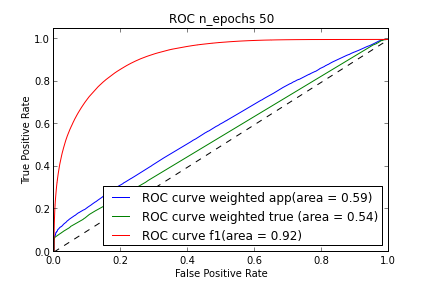 ROC n_epochs 50
1.0
0.8
0.6
0.4
0.2
0.0
True Positive Rate
ROC curve weighted app(area = 0.59)
ROC curve weighted true (area = 0.54)
ROC curve f1(area = 0.92)
0.0 0.2 0.4 0.6 0.8 1.0
False Positive Rate